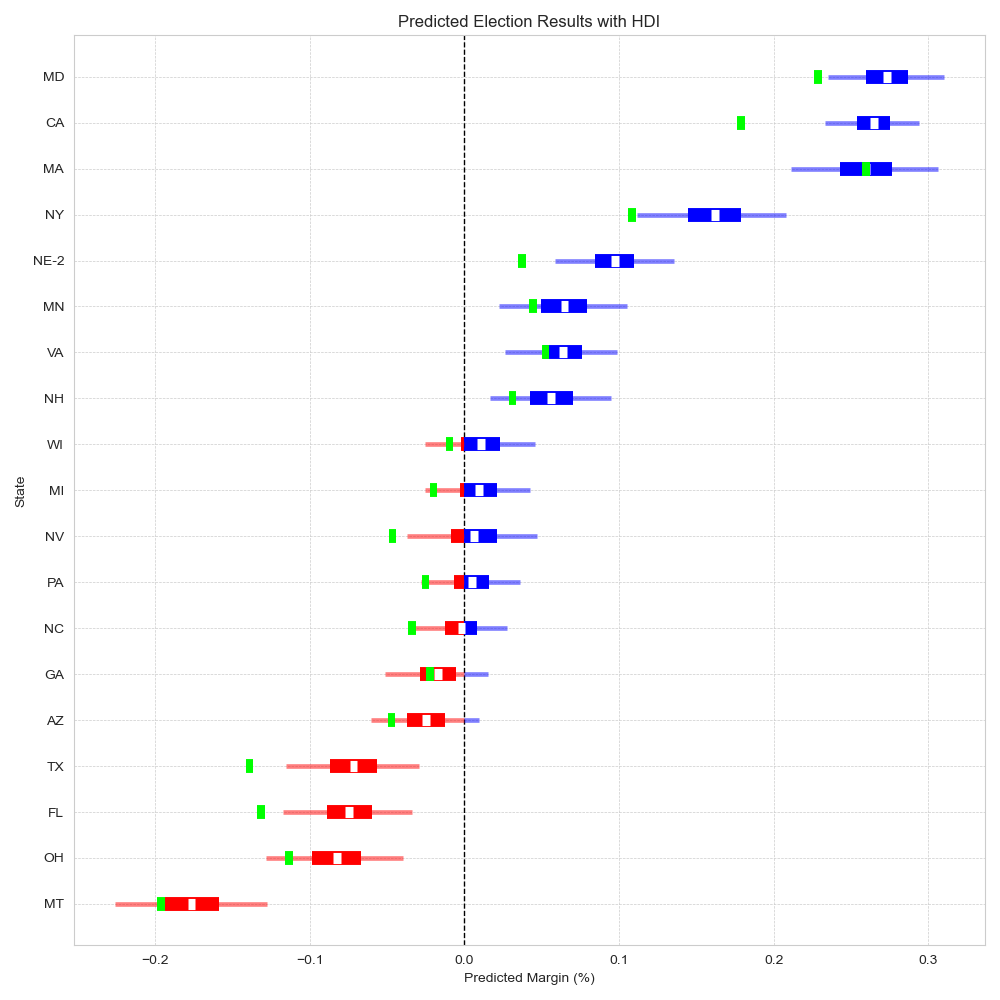 Predicted Election Results with HDI
MD
CA
MA
NY
NE-2
MN
VA
NH
WI
MI
NV
PA
NC
GA
AZ
TX
FL
OH
MT
State
−0.2 −0.1 0.0 0.1 0.2 0.3
Predicted Margin (%)